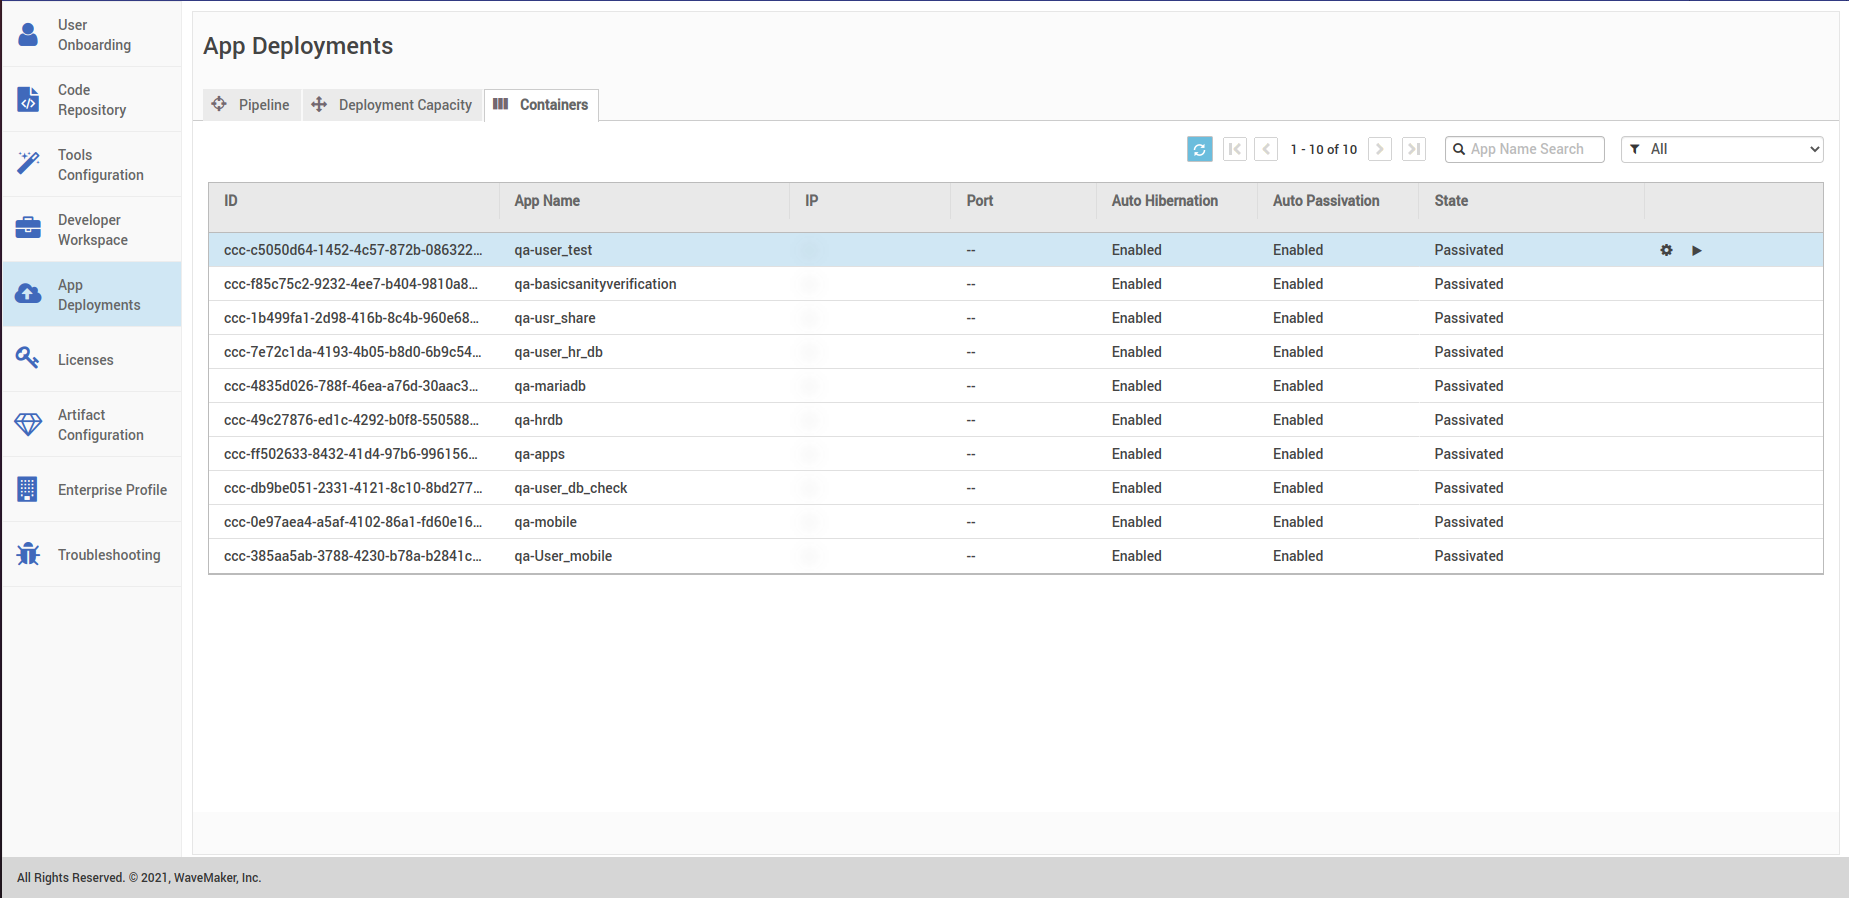 User
Onboarding
Code
Repository
Tools
Configuration
Developer
Workspace
App
Deployments
Licenses
Artifact
Configuration
Enterprise Profile
Troubleshooting
App Deployments
Pipeline Deployment Capacity Containers
1 - 10 of 10 App Name Search All
ID App Name IP Port Auto Hibernation Auto Passivation State
ccc-c5050d64-1452-4c57-872b-086322... qa-user_test -- Enabled Enabled Passivated
ccc-f85c75c2-9232-4ee7-b404-9810a8... qa-basicsanityverification -- Enabled Enabled Passivated
ccc-1b499fa1-2d98-416b-8c4b-960e68... qa-usr_share -- Enabled Enabled Passivated
ccc-7e72c1da-4193-4b05-b8d0-6b9c54... qa-user_hr_db -- Enabled Enabled Passivated
ccc-4835d026-788f-46ea-a76d-30aac3... qa-mariadb -- Enabled Enabled Passivated
ccc-49c27876-ed1c-4292-b0f8-550588... qa-hrdb -- Enabled Enabled Passivated
ccc-ff502633-8432-41d4-97b6-996156... qa-apps -- Enabled Enabled Passivated
ccc-db9be051-2331-4121-8c10-8bd277... qa-user_db_check -- Enabled Enabled Passivated
ccc-0e97aea4-a5af-4102-86a1-fd60e16... qa-mobile -- Enabled Enabled Passivated
ccc-385aa5ab-3788-4230-b78a-b2841c... qa-User_mobile -- Enabled Enabled Passivated
All Rights Reserved. © 2021, WaveMaker, Inc.